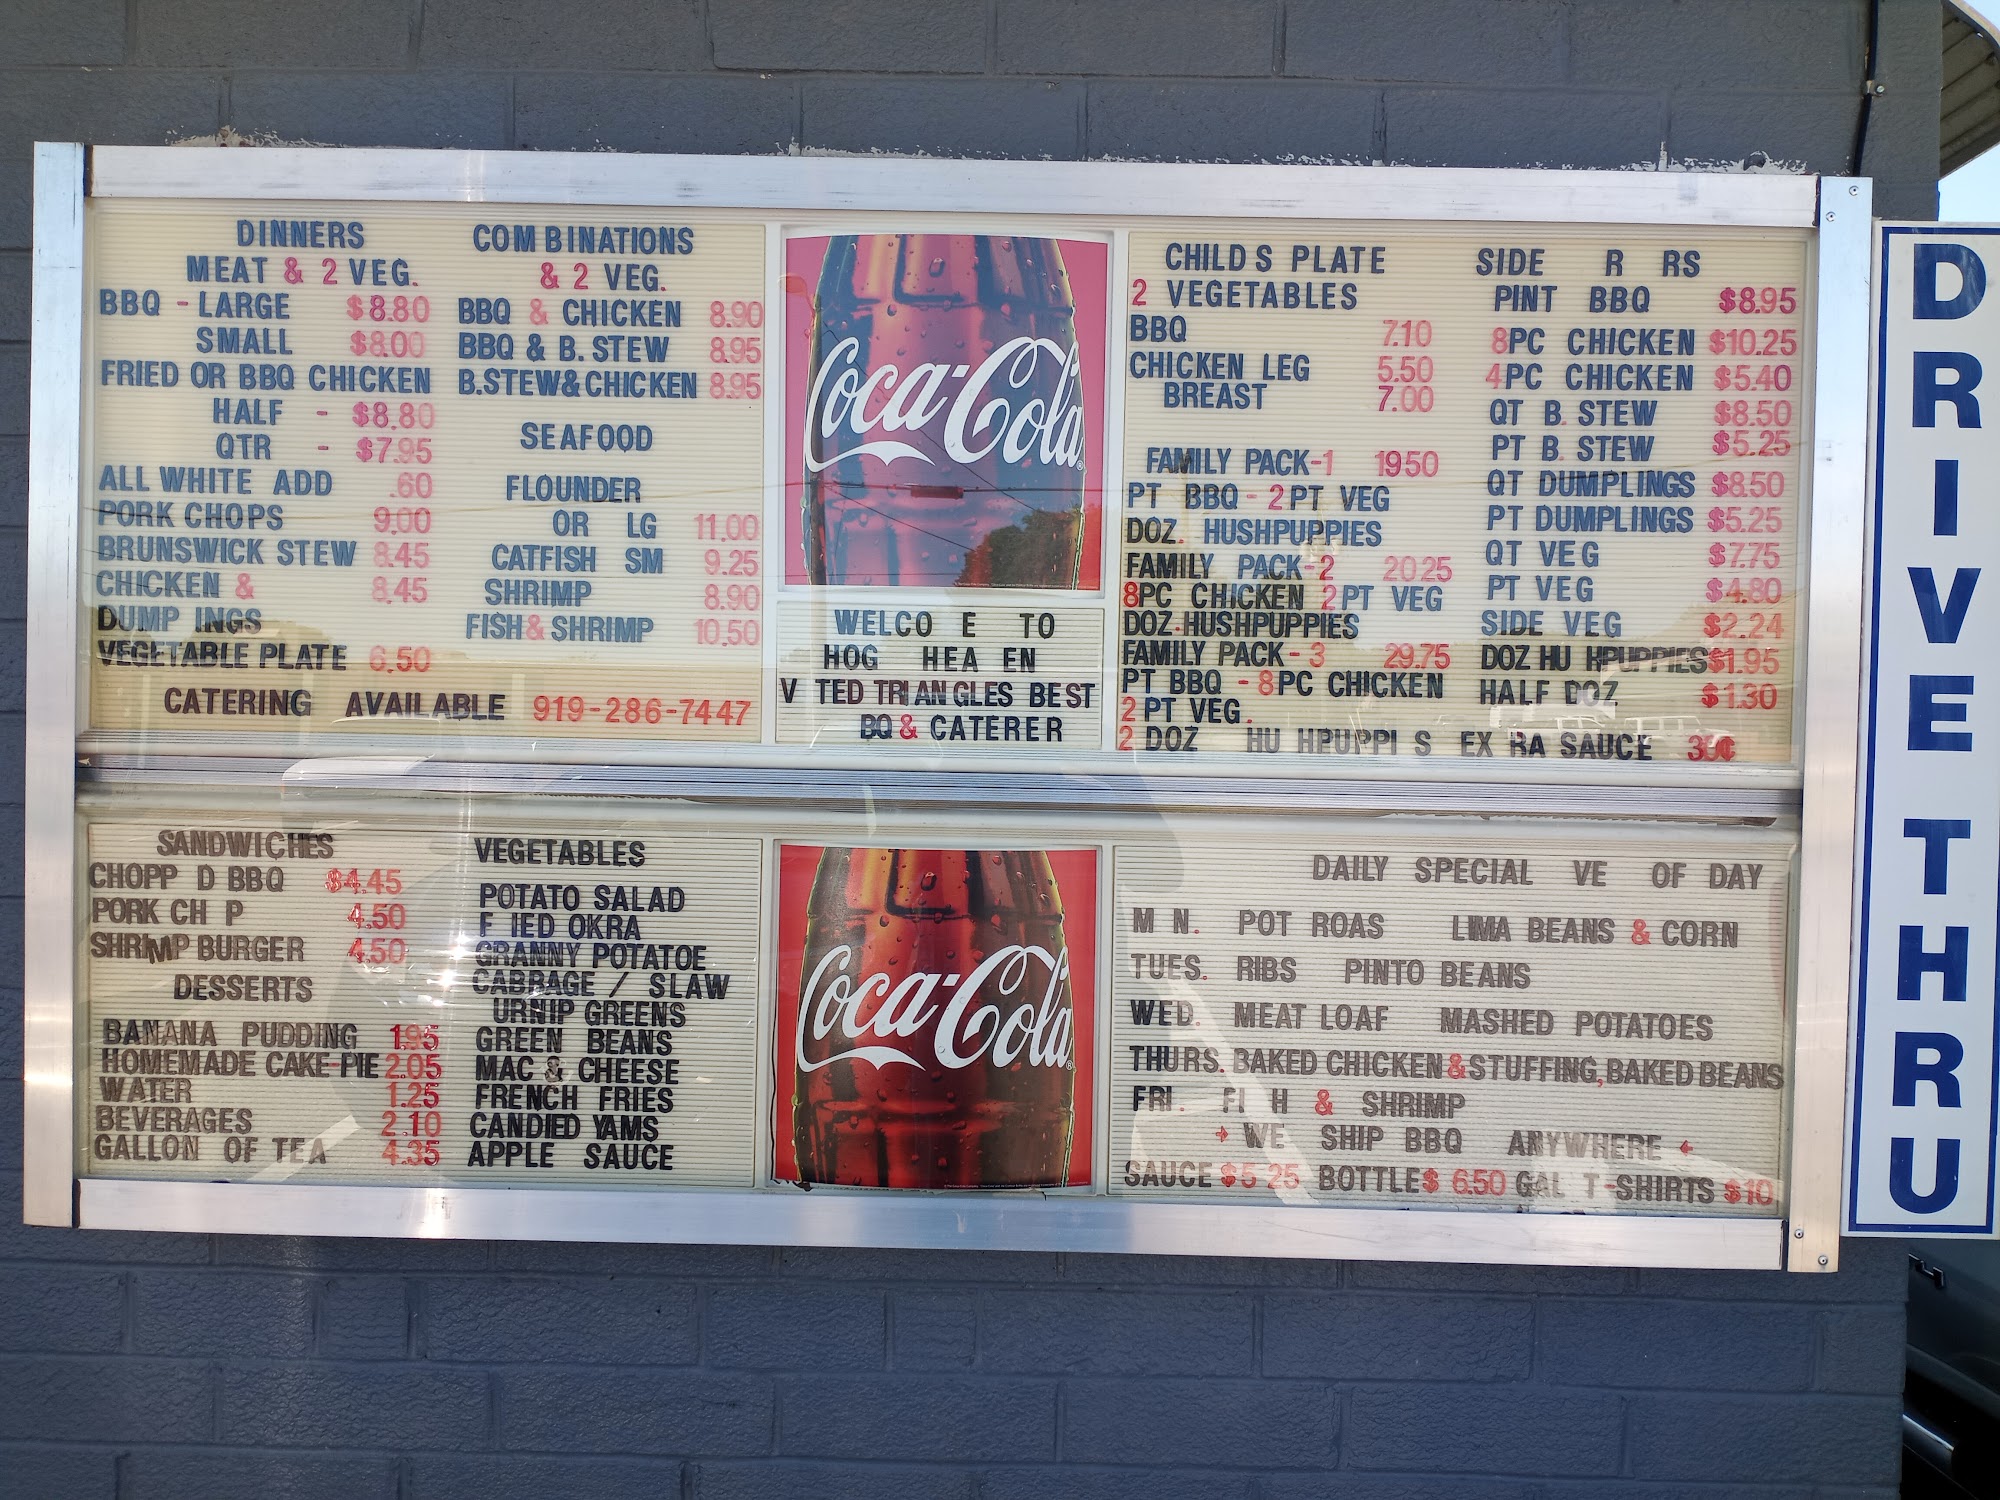 DINNERS
MEAT & 2 VEG.
BBQ - LARGE $8.80
SMALL $8.00
FRIED OR BBQ CHICKEN
HALF - $8.80
QTR - $7.95
ALL WHITE ADD .60
PORK CHOPS 9.00
BRUNSWICK STEW 8.45
CHICKEN & 8.45
DUMP INGS
VEGETABLE PLATE 6.50
COMBINATIONS
& 2 VEG.
BBQ & CHICKEN 8.90
BBQ & B. STEW 8.95
B.STEW&CHICKEN 8.95
SEAFOOD
FLOUNDER
OR LG 11.00
CATFISH SM 9.25
SHRIMP 8.90
FISH & SHRIMP 10.50
CATERING AVAILABLE 919-286-7447
Coca-Cola
WELCO E TO
HOG HEA EN
V TED TRIANGLES BEST
BQ & CATERER
CHILD S PLATE
2 VEGETABLES
BBQ 7.10
CHICKEN LEG 5.50
BREAST 7.00
FAMILY PACK-1 1950
PT BBQ - 2 PT VEG
DOZ. HUSHPUPPIES
FAMILY PACK-2 2025
8PC CHICKEN 2PT VEG
DOZ.HUSHPUPPIES
FAMILY PACK-3 29.75
PT BBQ - 8PC CHICKEN
2 PT VEG.
2 DOZ HU HPUPPI S
SIDE R RS
PINT BBQ $8.95
8PC CHICKEN $10.25
4PC CHICKEN $5.40
QT B. STEW $8.50
PT B. STEW $5.25
QT DUMPLINGS $8.50
PT DUMPLINGS $5.25
QT VEG $7.75
PT VEG $4.80
SIDE VEG $2.24
DOZ HU HPUPPIES $1.95
HALF DOZ $1.30
EX RA SAUCE 35¢
SANDWICHES
CHOPP D BBQ $4.45
PORK CH P 4.50
SHRIMP BURGER 4.50
DESSERTS
BANANA PUDDING 1.95
HOMEMADE CAKE-PIE 2.05
WATER 1.25
BEVERAGES 2.10
GALLON OF TEA 4.35
VEGETABLES
POTATO SALAD
F IED OKRA
GRANNY POTATOE
CABBAGE / SLAW
URNIP GREENS
GREEN BEANS
MAC & CHEESE
FRENCH FRIES
CANDIED YAMS
APPLE SAUCE
Coca-Cola
DAILY SPECIAL VE OF DAY
M N. POT ROAS LIMA BEANS & CORN
TUES. RIBS PINTO BEANS
WED. MEAT LOAF MASHED POTATOES
THURS. BAKED CHICKEN & STUFFING, BAKED BEANS
FRI. FI H & SHRIMP
WE SHIP BBQ ANYWHERE
SAUCE $5 25 BOTTLE $ 6.50 GAL T-SHIRTS $10
DRIVE THRU